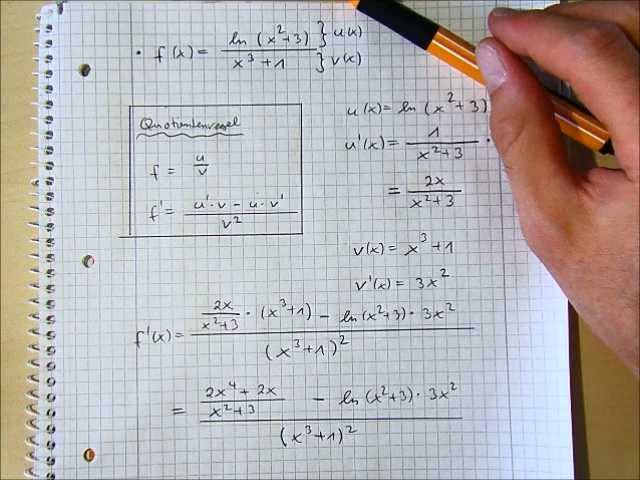 • f(x) = ln(x²+3) / x³+1 } u(x) } v(x)
Quotientenregel
f = u/v
f' = u'·v - u·v' / v²
u(x) = ln(x²+3)
u'(x) = 1/x²+3 ·
= 2x/x²+3
v(x) = x³+1
v'(x) = 3x²
f'(x) = 2x/x²+3 · (x³+1) - ln(x²+3) · 3x² / (x³+1)²
= 2x⁴+2x/x²+3 - ln(x²+3) · 3x² / (x³+1)²